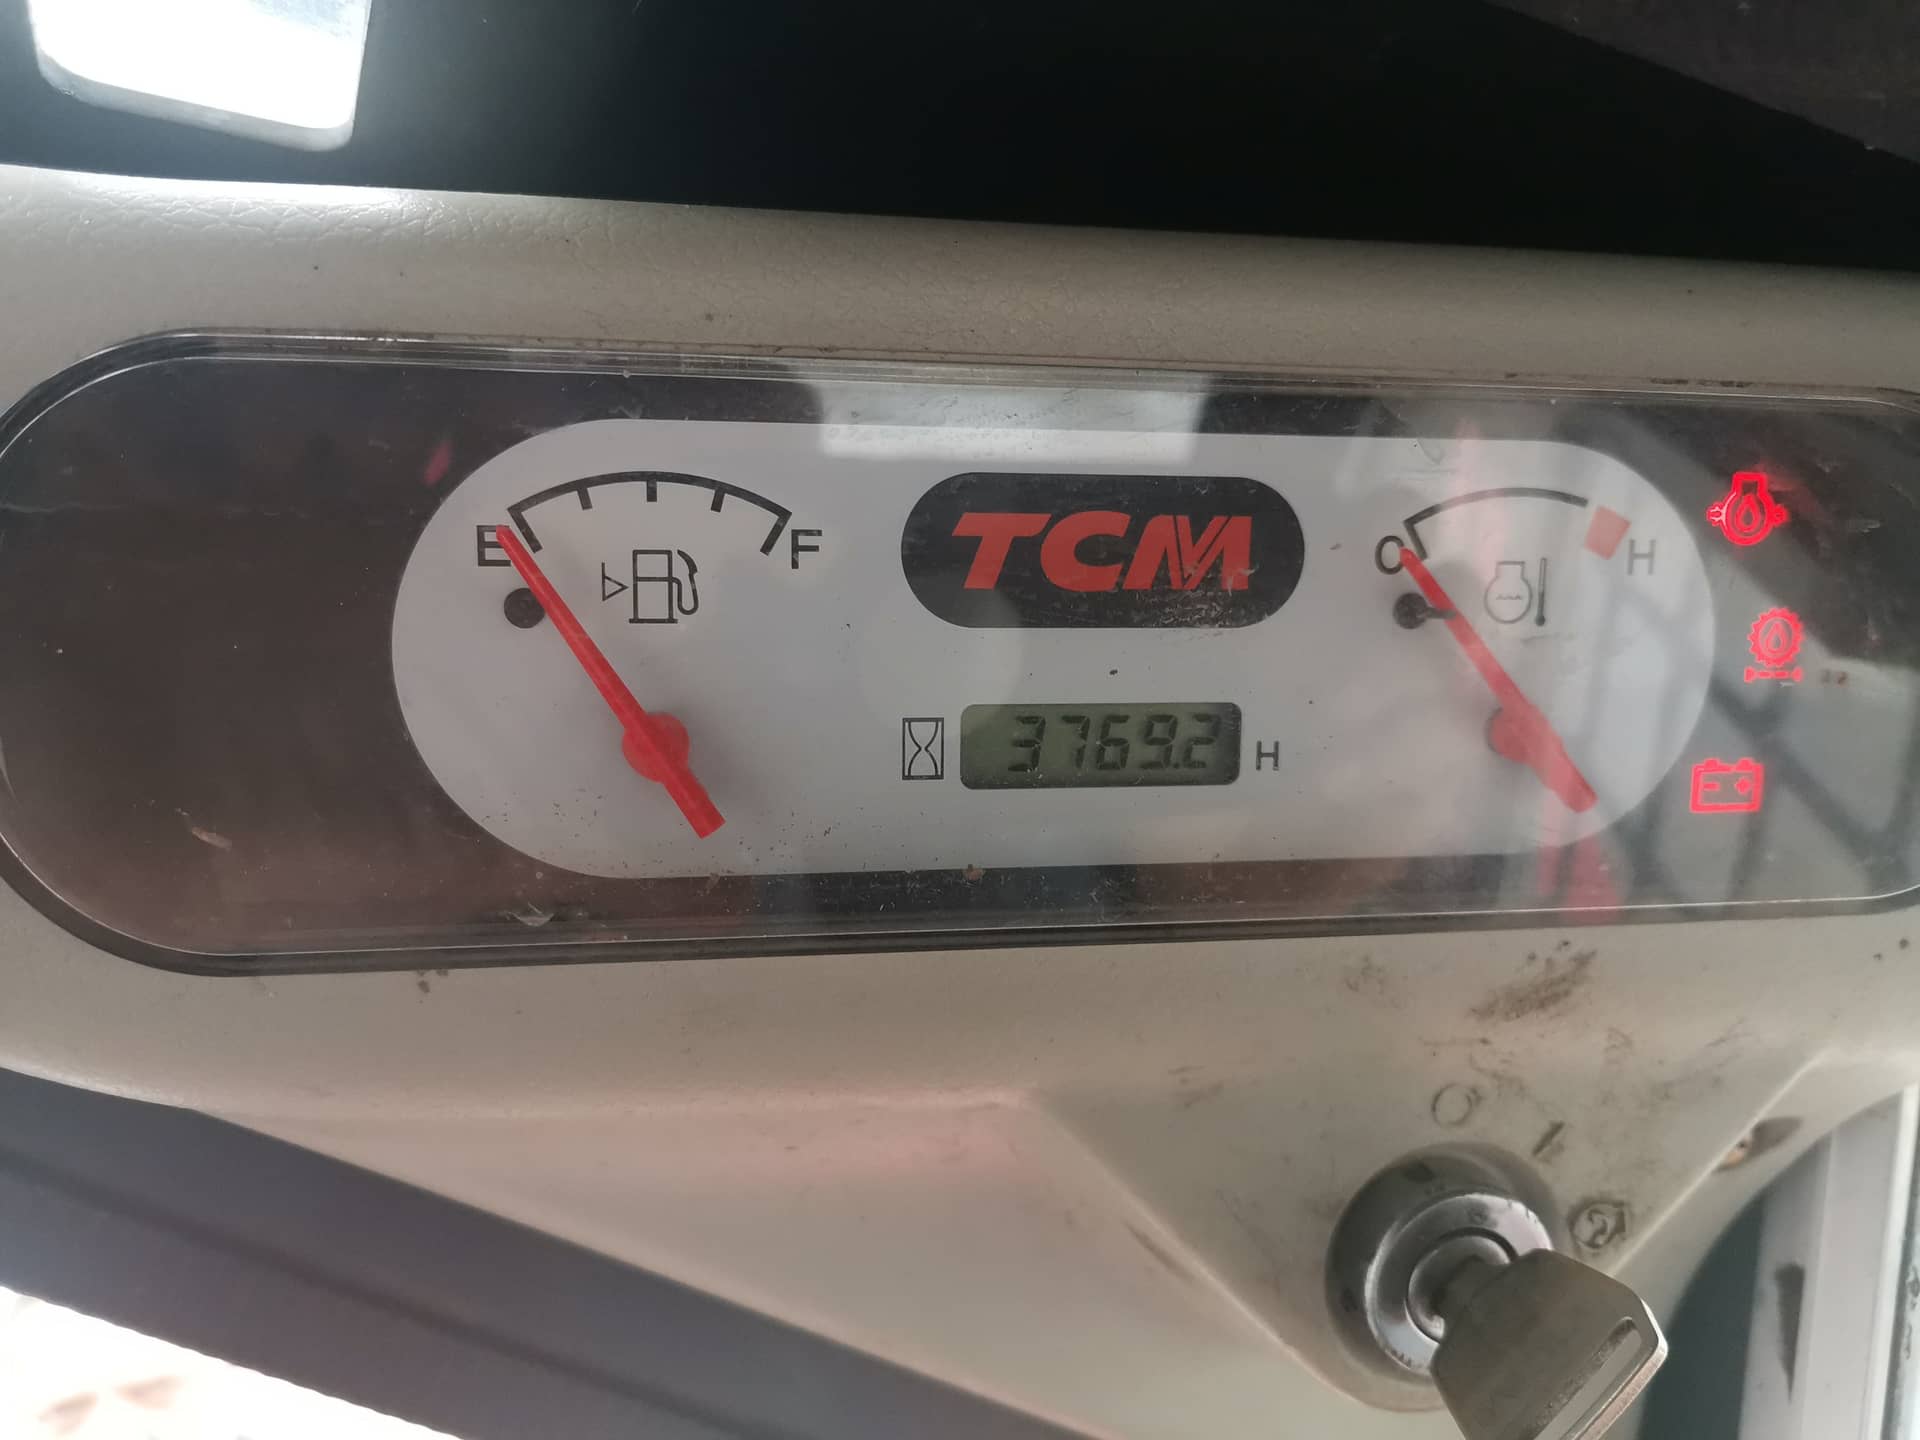 E F
TCM
C H
3769.2 H
O I